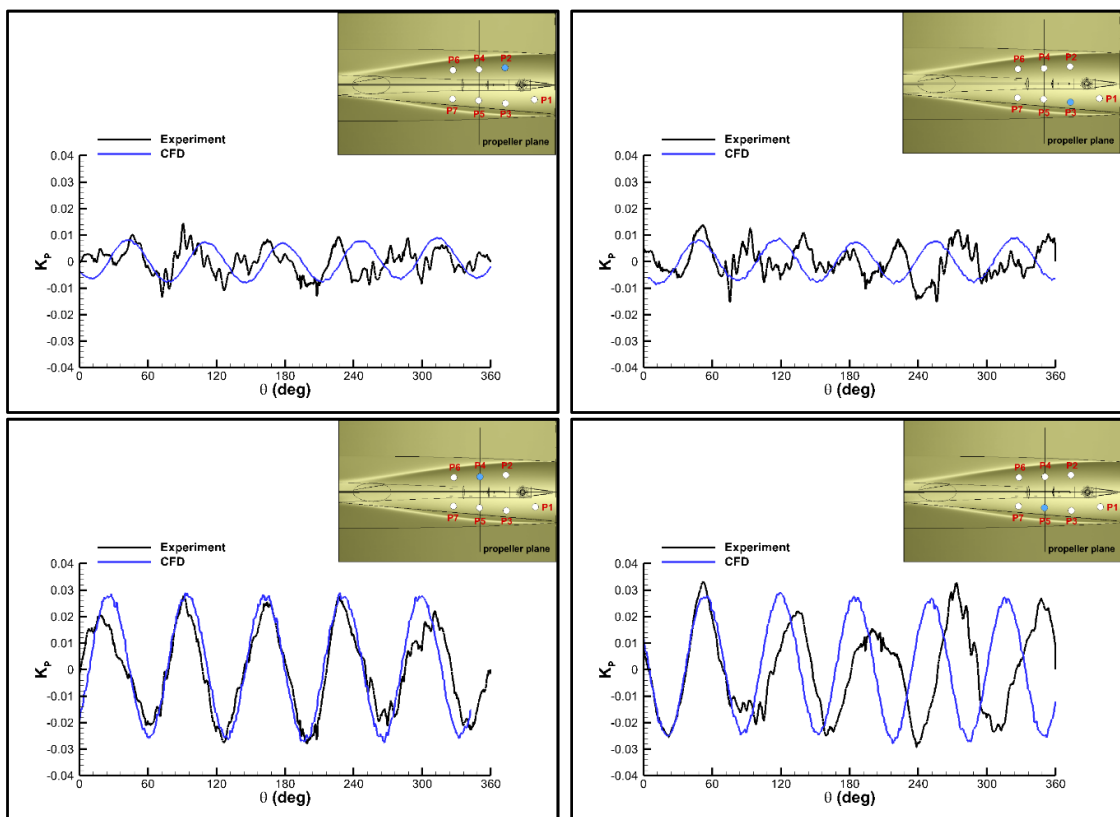 P6 P4 P2
P1
P7 P5 P3
propeller plane
Experiment
CFD
0.04
0.03
0.02
0.01
0
-0.01
-0.02
-0.03
-0.04
KP
0 60 120 180 240 300 360
θ (deg)
P6 P4 P2
P1
P7 P5 P3
propeller plane
Experiment
CFD
0.04
0.03
0.02
0.01
0
-0.01
-0.02
-0.03
-0.04
KP
0 60 120 180 240 300 360
θ (deg)
P6 P4 P2
P1
P7 P5 P3
propeller plane
Experiment
CFD
0.04
0.03
0.02
0.01
0
-0.01
-0.02
-0.03
-0.04
KP
0 60 120 180 240 300 360
θ (deg)
P6 P4 P2
P1
P7 P5 P3
propeller plane
Experiment
CFD
0.04
0.03
0.02
0.01
0
-0.01
-0.02
-0.03
-0.04
KP
0 60 120 180 240 300 360
θ (deg)